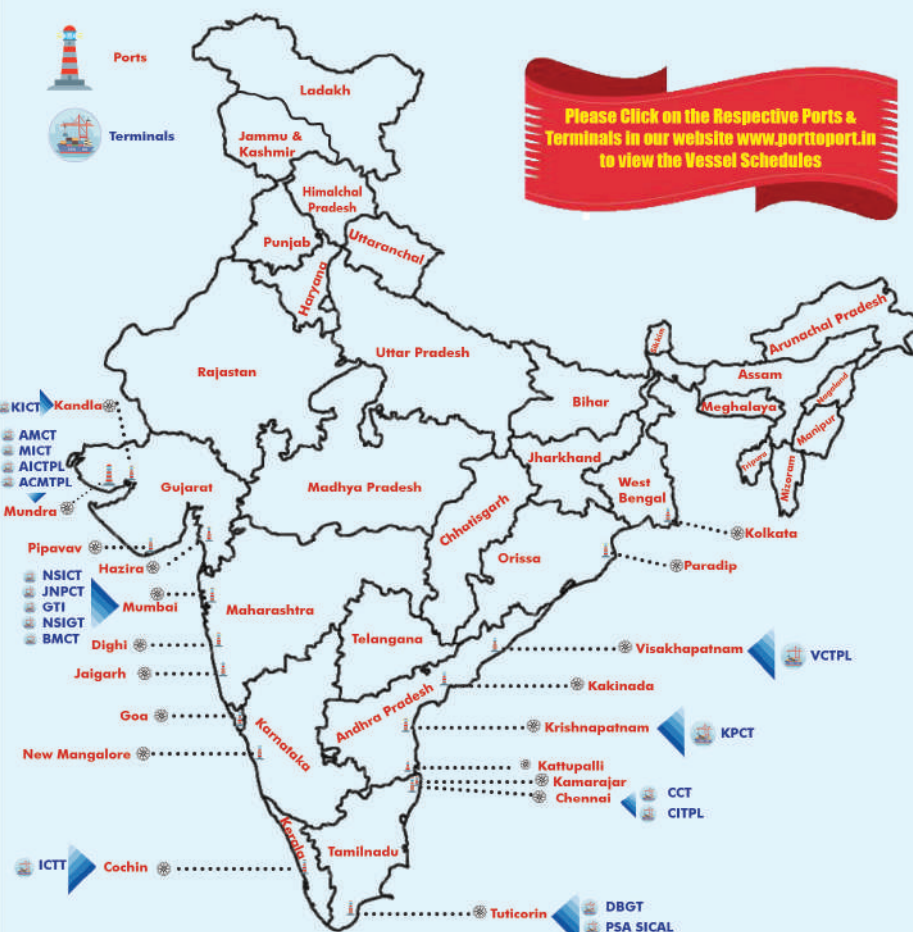 Ports
Terminals
Please Click on the Respective Ports &
Terminals in our website www.porttoport.in
to view the Vessel Schedules
Ladakh
Jammu &
Kashmir
Himalchal
Pradesh
Punjab
Uttaranchal
Haryana
Rajastan
Uttar Pradesh
Sikkim
Arunachal Pradesh
Assam
Nagaland
Bihar
Meghalaya
Manipur
Jharkhand
Tripura
Mizoram
West
Bengal
KICT
Kandla
AMCT
MICT
AICTPL
ACMTPL
Mundra
Gujarat
Madhya Pradesh
Chhatisgarh
Orissa
Kolkata
Paradip
Pipavav
Hazira
NSICT
JNPCT
GTI
NSIGT
BMCT
Mumbai
Maharashtra
Telangana
Dighi
Jaigarh
Visakhapatnam
VCTPL
Kakinada
Andhra Pradesh
Goa
Karnataka
Krishnapatnam
KPCT
New Mangalore
Kattupalli
Kamarajar
Chennai
CCT
CITPL
Kerala
Tamilnadu
ICTT
Cochin
Tuticorin
DBGT
PSA SICAL